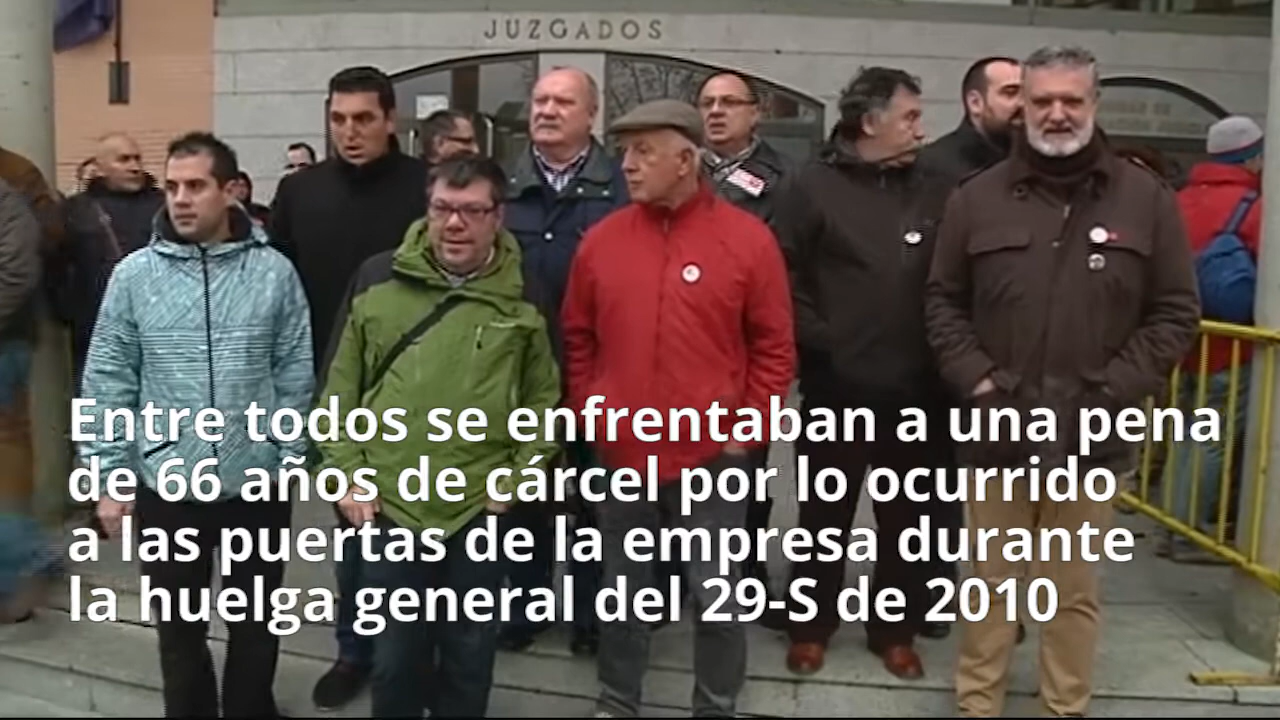 JUZGADOS
Entre todos se enfrentaban a una pena
de 66 años de cárcel por lo ocurrido
a las puertas de la empresa durante
la huelga general del 29-S de 2010